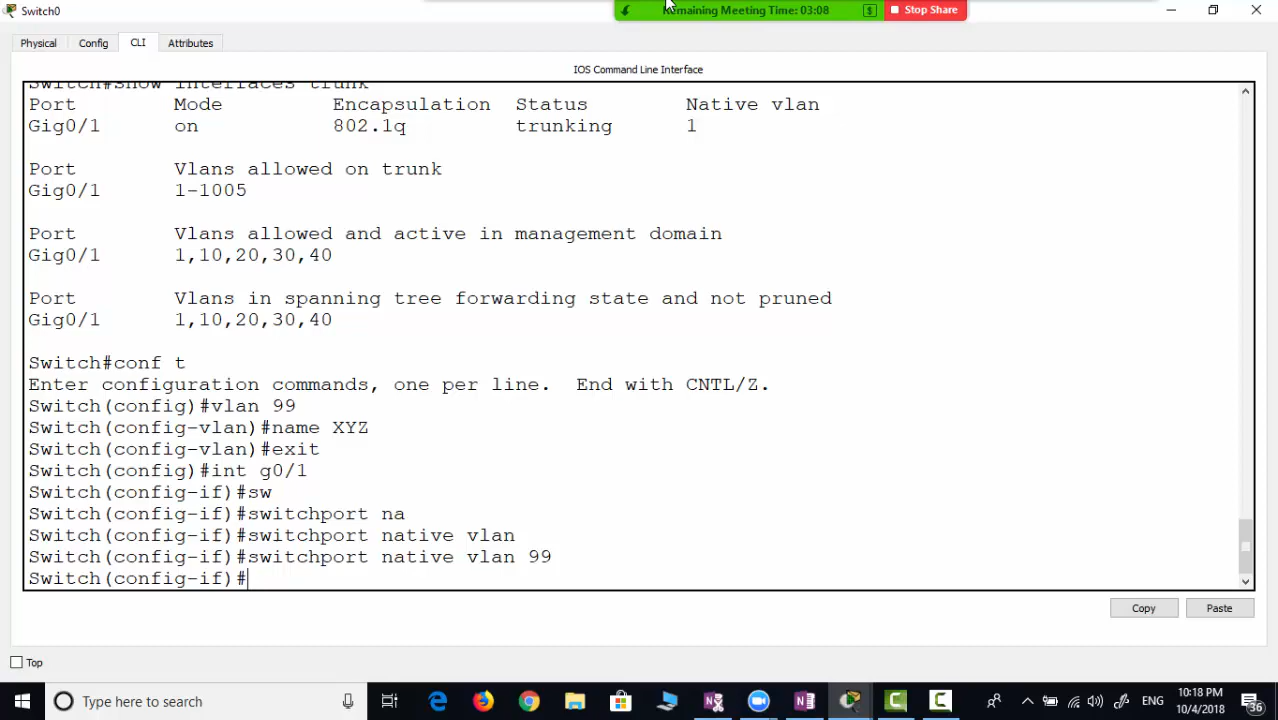 Switch0
Remaining Meeting Time: 03:08
$
Stop Share
Physical
Config
CLI
Attributes
IOS Command Line Interface
Switch#show interfaces trunk
Port Mode Encapsulation Status Native vlan
Gig0/1 on 802.1q trunking 1
Port Vlans allowed on trunk
Gig0/1 1-1005
Port Vlans allowed and active in management domain
Gig0/1 1,10,20,30,40
Port Vlans in spanning tree forwarding state and not pruned
Gig0/1 1,10,20,30,40
Switch#conf t
Enter configuration commands, one per line. End with CNTL/Z.
Switch(config)#vlan 99
Switch(config-vlan)#name XYZ
Switch(config-vlan)#exit
Switch(config)#int g0/1
Switch(config-if)#sw
Switch(config-if)#switchport na
Switch(config-if)#switchport native vlan
Switch(config-if)#switchport native vlan 99
Switch(config-if)#
Copy
Paste
Top
Type here to search
ENG
10:18 PM
10/4/2018
36